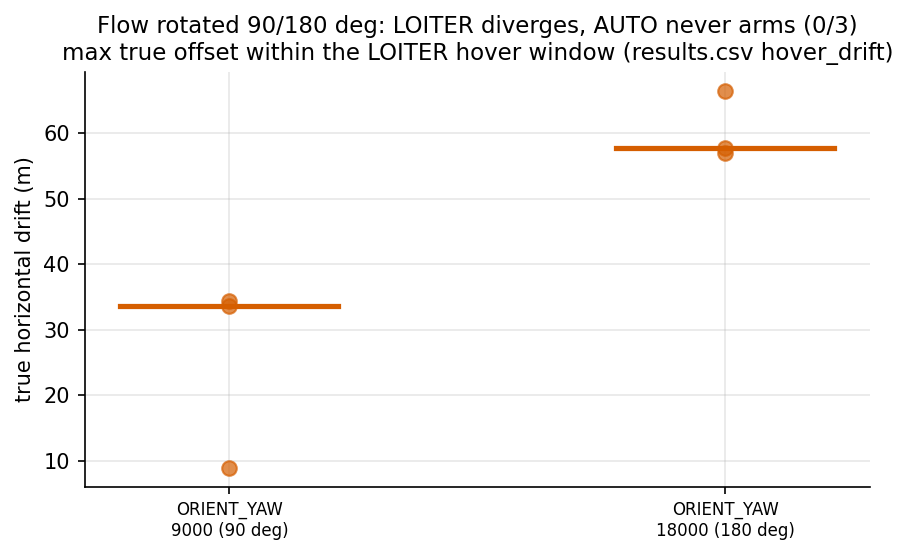 Flow rotated 90/180 deg: LOITER diverges, AUTO never arms (0/3)
max true offset within the LOITER hover window (results.csv hover_drift)
true horizontal drift (m)
60
50
40
30
20
10
ORIENT_YAW
9000 (90 deg)
ORIENT_YAW
18000 (180 deg)